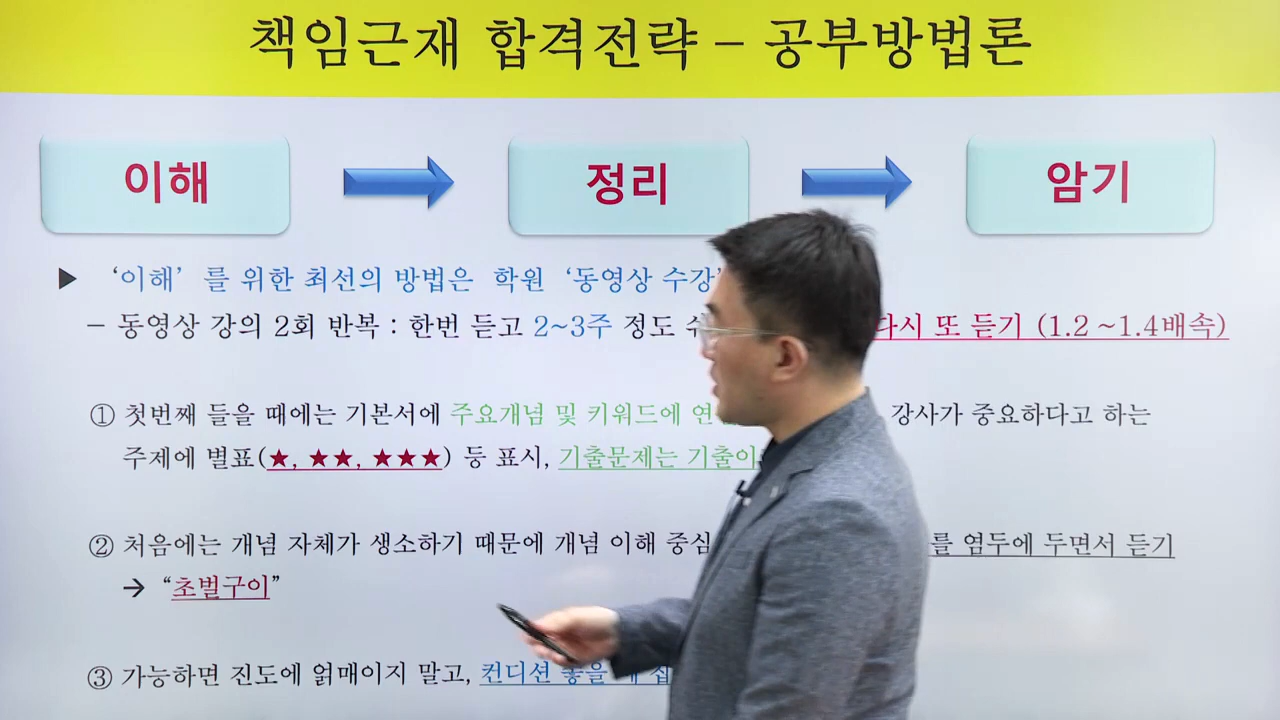 책임근재 합격전략 – 공부방법론
이해
정리
암기
▶ ‘이해’ 를 위한 최선의 방법은 학원 ‘동영상 수강’
– 동영상 강의 2회 반복 : 한번 듣고 2~3주 정도 다시 또 듣기 (1.2 ~1.4배속)
① 첫번째 들을 때에는 기본서에 주요개념 및 키워드에 강사가 중요하다고 하는
주제에 별표(★, ★★, ★★★) 등 표시, 기출문제는
② 처음에는 개념 자체가 생소하기 때문에 개념 이해 중심 를 염두에 두면서 듣기
→ “초벌구이”
③ 가능하면 진도에 얽매이지 말고, 컨디션 좋을